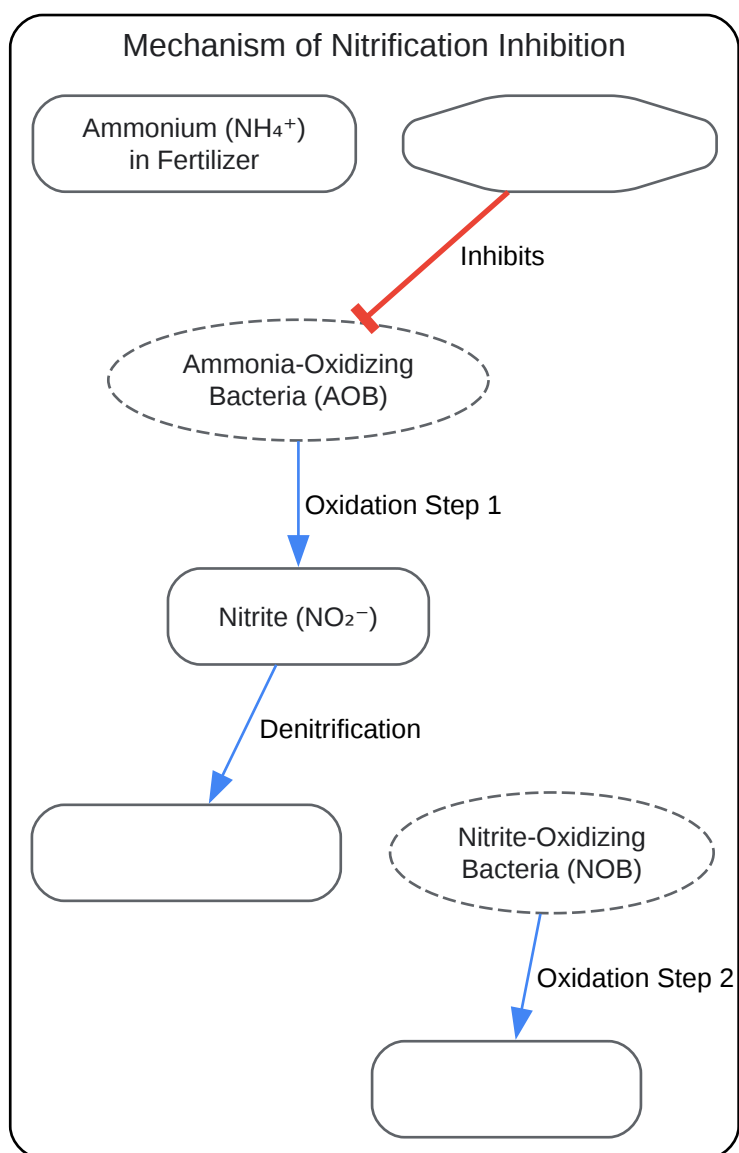 Mechanism of Nitrification Inhibition
Ammonium (NH₄⁺)
in Fertilizer
Inhibits
Ammonia-Oxidizing
Bacteria (AOB)
Oxidation Step 1
Nitrite (NO₂⁻)
Denitrification
Nitrite-Oxidizing
Bacteria (NOB)
Oxidation Step 2